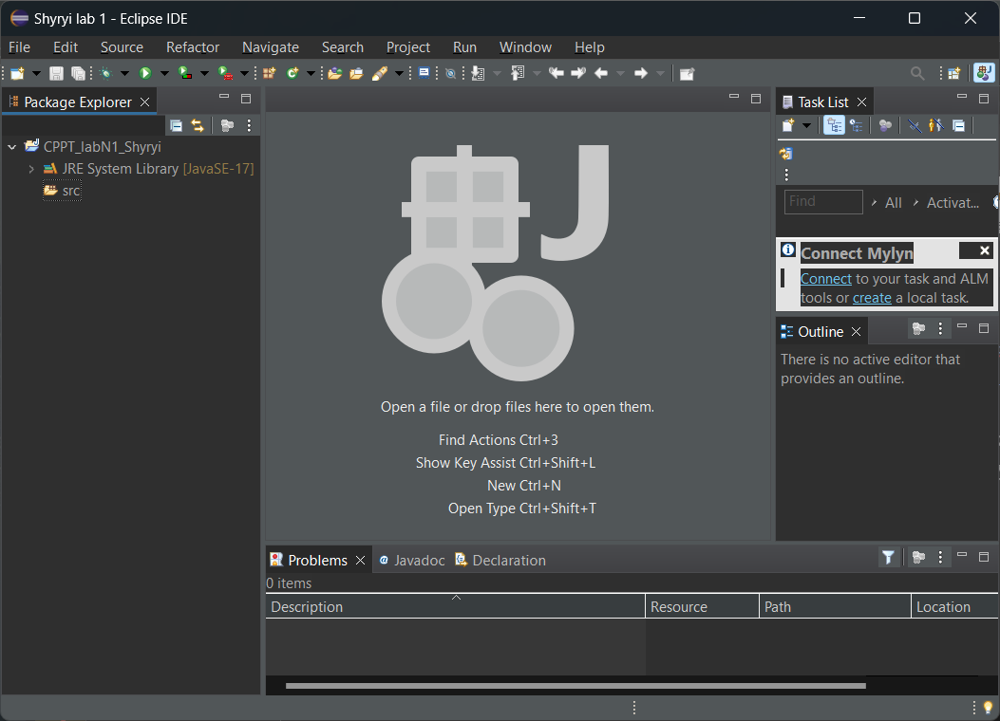 Shyryi lab 1 - Eclipse IDE
File Edit Source Refactor Navigate Search Project Run Window Help
Package Explorer
CPPT_labN1_Shyryi
JRE System Library [JavaSE-17]
src
J
Open a file or drop files here to open them.
Find Actions Ctrl+3
Show Key Assist Ctrl+Shift+L
New Ctrl+N
Open Type Ctrl+Shift+T
Task List
Find All Activat...
Connect Mylyn
Connect to your task and ALM
tools or create a local task.
Outline
There is no active editor that
provides an outline.
Problems @ Javadoc Declaration
0 items
Description Resource Path Location